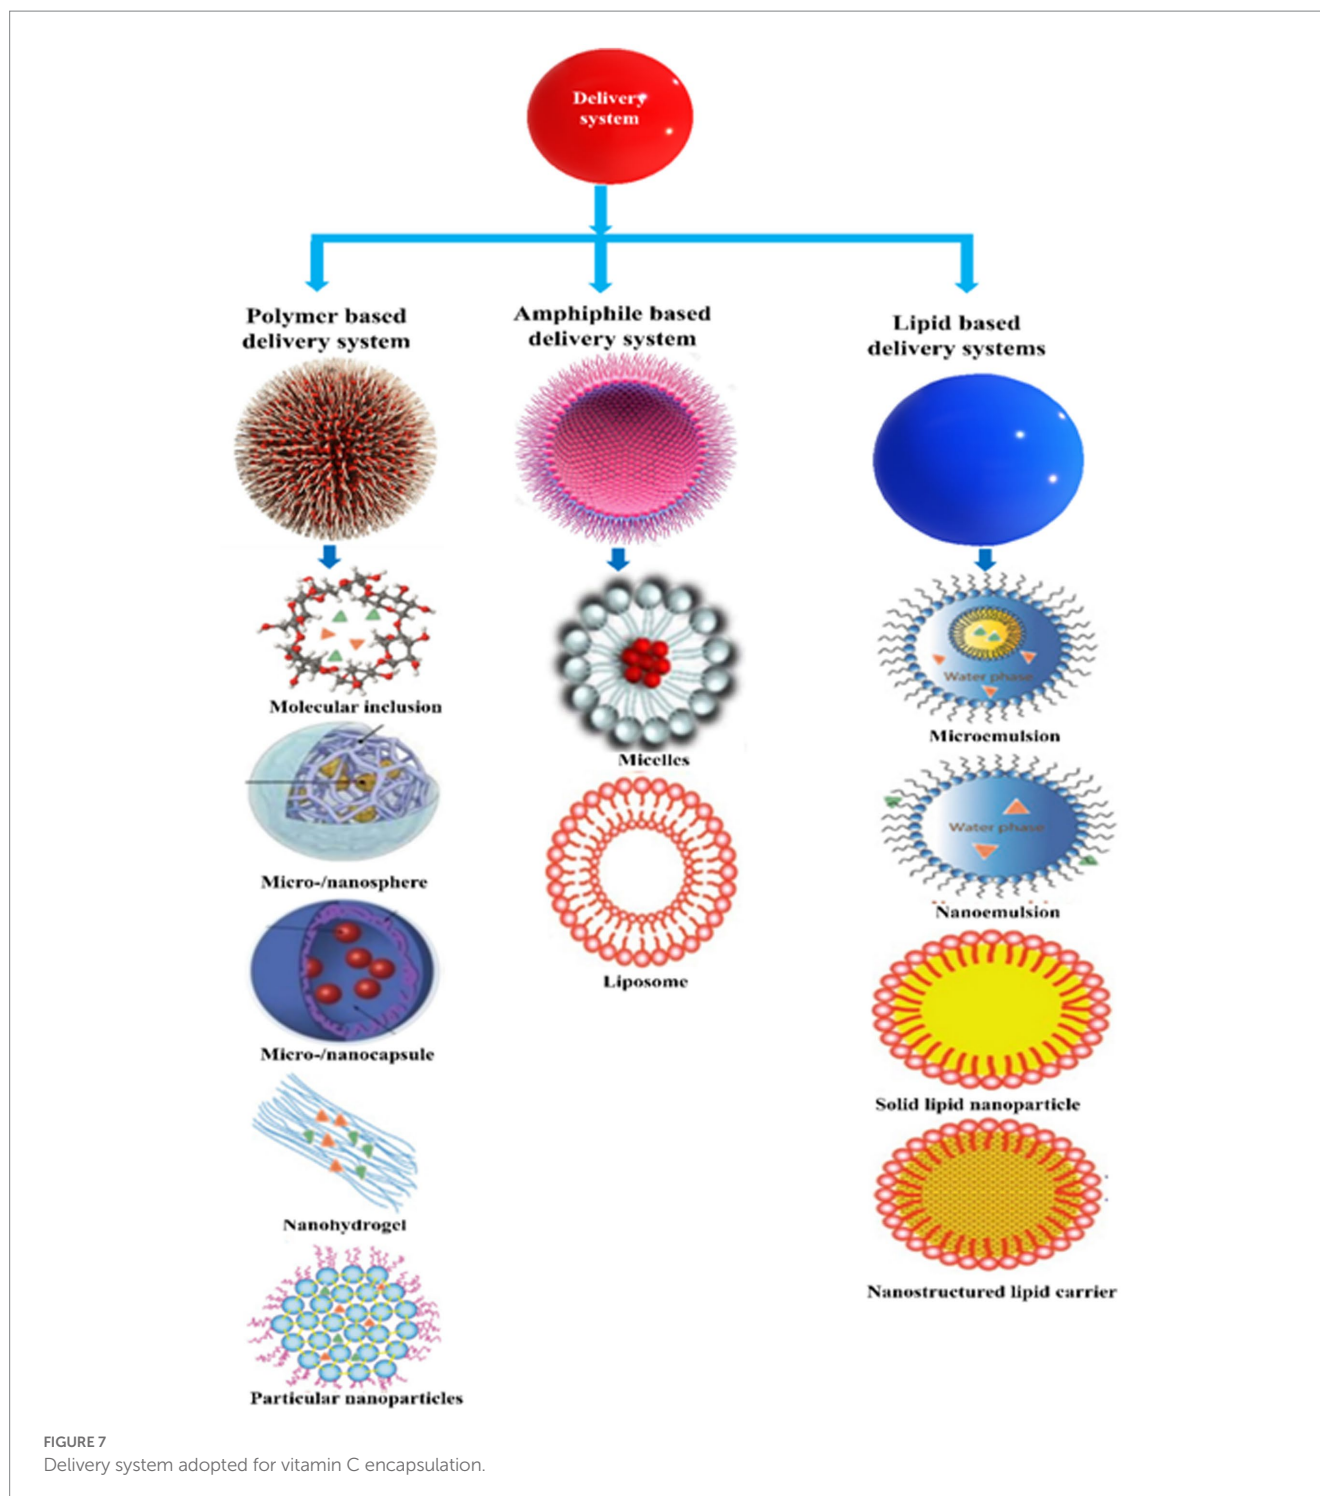 Delivery
system
Polymer based
delivery system
Amphiphile based
delivery system
Lipid based
delivery systems
Molecular inclusion
Micro-/nanosphere
Micro-/nanocapsule
Nanohydrogel
Particular nanoparticles
Micelles
Liposome
Water phase
Microemulsion
Water phase
Nanoemulsion
Solid lipid nanoparticle
Nanostructured lipid carrier
FIGURE 7
Delivery system adopted for vitamin C encapsulation.